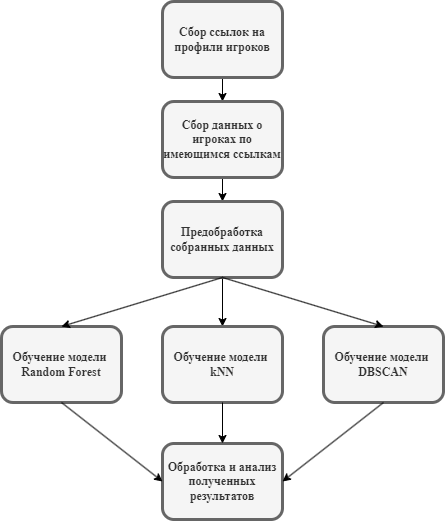 Сбор ссылок на
профили игроков
Сбор данных о
игроках по
имеющимся ссылкам
Предобработка
собранных данных
Обучение модели
Random Forest
Обучение модели
kNN
Обучение модели
DBSCAN
Обработка и анализ
полученных
результатов